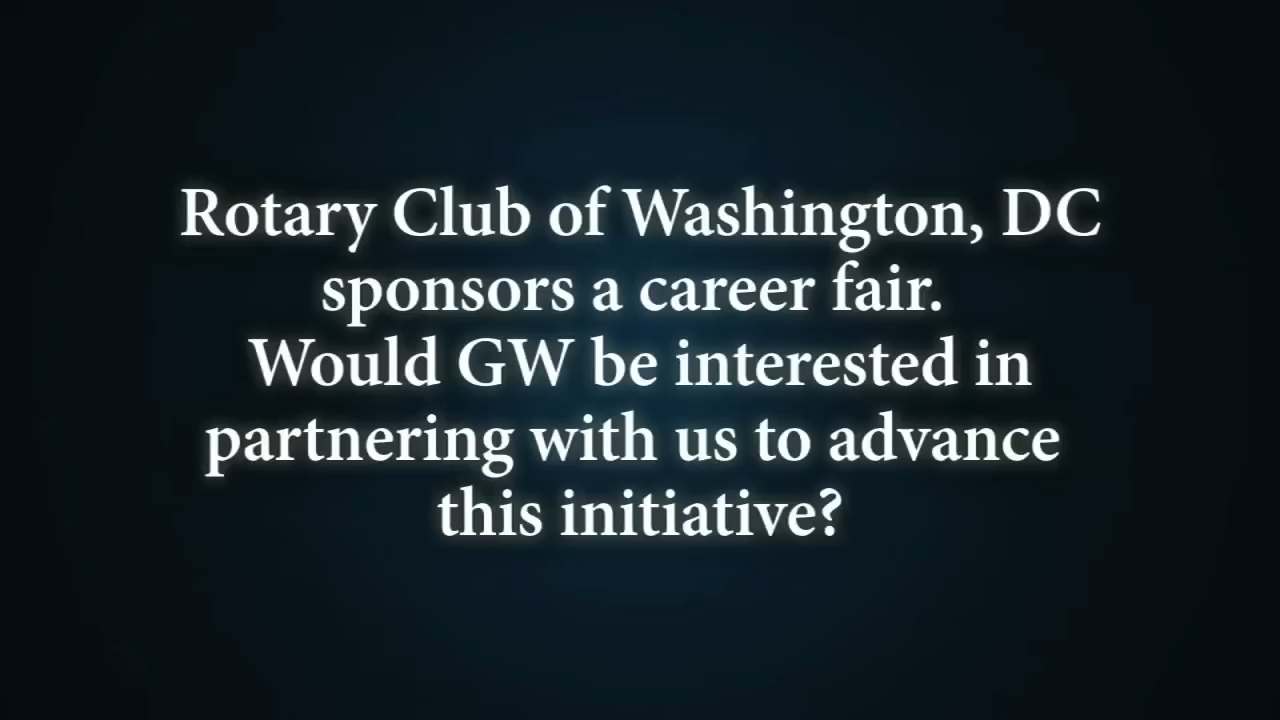 Rotary Club of Washington, DC
sponsors a career fair.
Would GW be interested in
partnering with us to advance
this initiative?